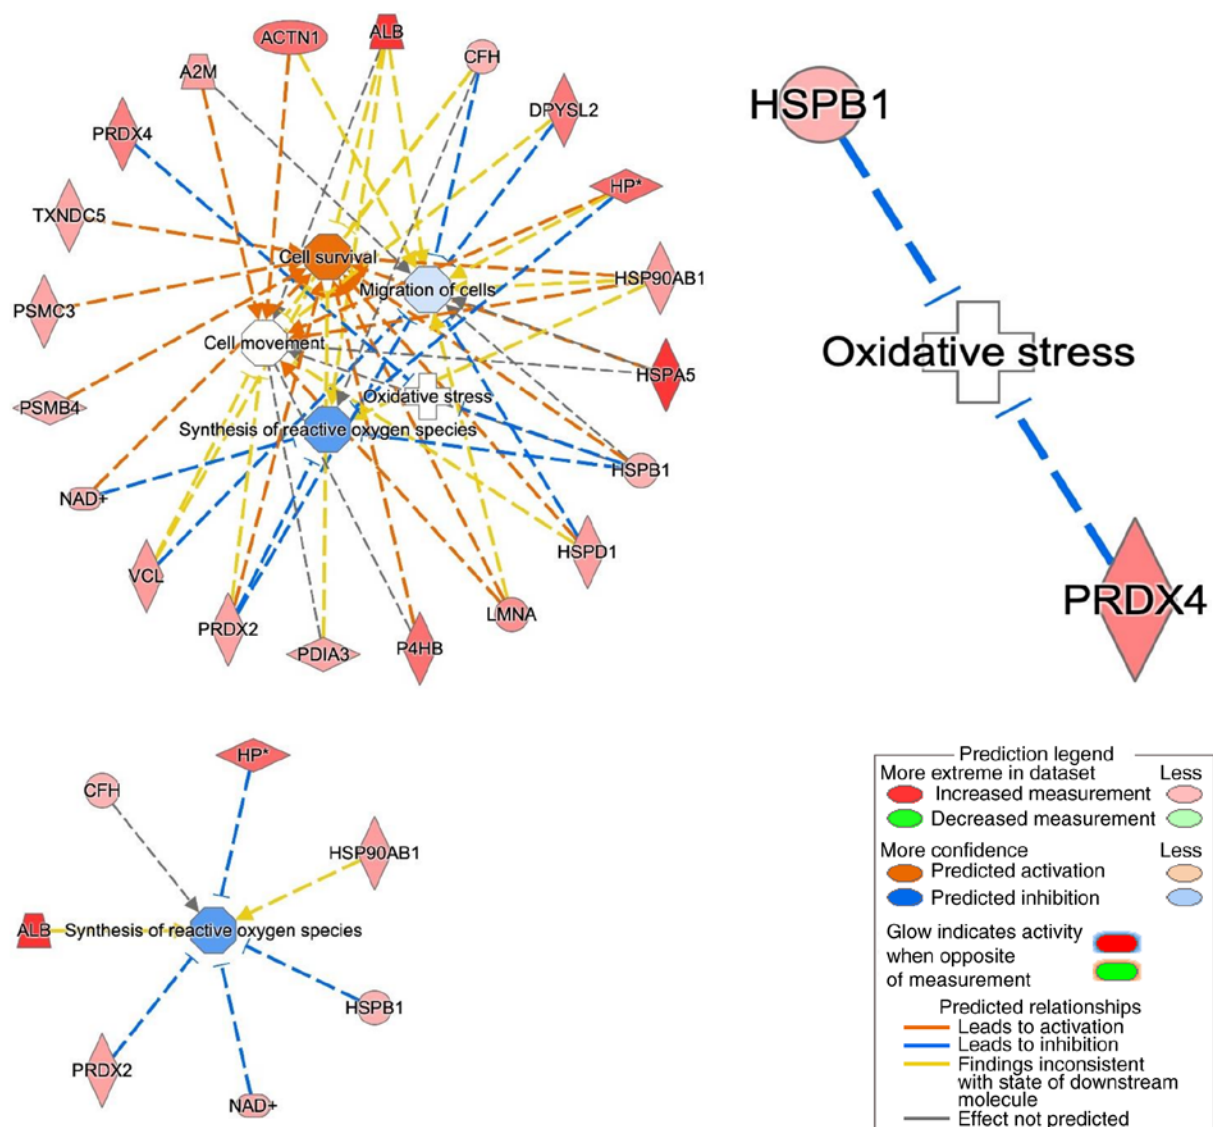 ACTN1
ALB
CFH
A2M
DPYSL2
PRDX4
HP*
TXNDC5
Cell survival
HSP90AB1
Migration of cells
PSMC3
Cell movement
HSPA5
Oxidative stress
PSMB4
Synthesis of reactive oxygen species
HSPB1
NAD+
HSPD1
VCL
LMNA
PRDX2
P4HB
PDIA3
HSPB1
Oxidative stress
PRDX4
HP*
CFH
HSP90AB1
ALB
Synthesis of reactive oxygen species
HSPB1
PRDX2
NAD+
Prediction legend
More extreme in dataset Less
Increased measurement
Decreased measurement
More confidence Less
Predicted activation
Predicted inhibition
Glow indicates activity
when opposite
of measurement
Predicted relationships
Leads to activation
Leads to inhibition
Findings inconsistent
with state of downstream
molecule
Effect not predicted